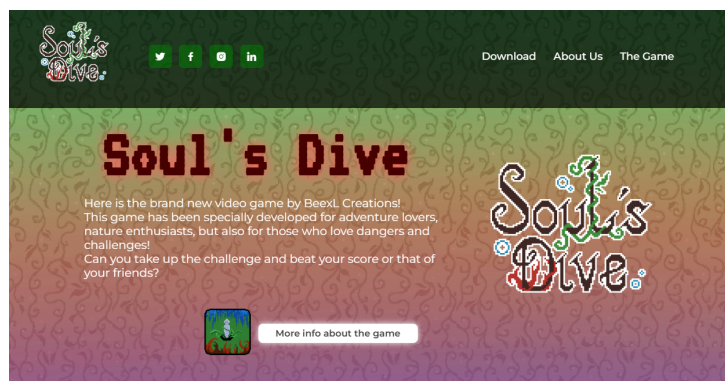 Soul's
Dive
Download About Us The Game
Soul's Dive
Here is the brand new video game by BeexL Creations!
This game has been specially developed for adventure lovers,
nature enthusiasts, but also for those who love dangers and
challenges!
Can you take up the challenge and beat your score or that of
your friends?
Soul's
Dive
More info about the game